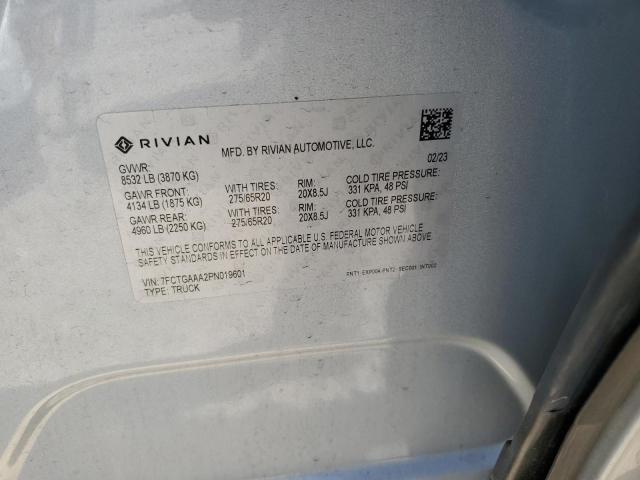 RIVIAN
MFD. BY RIVIAN AUTOMOTIVE, LLC.
02/23
GVWR:
8532 LB (3870 KG)
GAWR FRONT: WITH TIRES: RIM: COLD TIRE PRESSURE:
4134 LB (1875 KG) 275/65R20 20X8.5J 331 KPA, 48 PSI
GAWR REAR: WITH TIRES: RIM: COLD TIRE PRESSURE:
4960 LB (2250 KG) 275/65R20 20X8.5J 331 KPA, 48 PSI
THIS VEHICLE CONFORMS TO ALL APPLICABLE U.S. FEDERAL MOTOR VEHICLE
SAFETY STANDARDS IN EFFECT ON THE DATE OF MANUFACTURE SHOWN ABOVE.
VIN: 7FCTGAAA2PN019601
TYPE: TRUCK